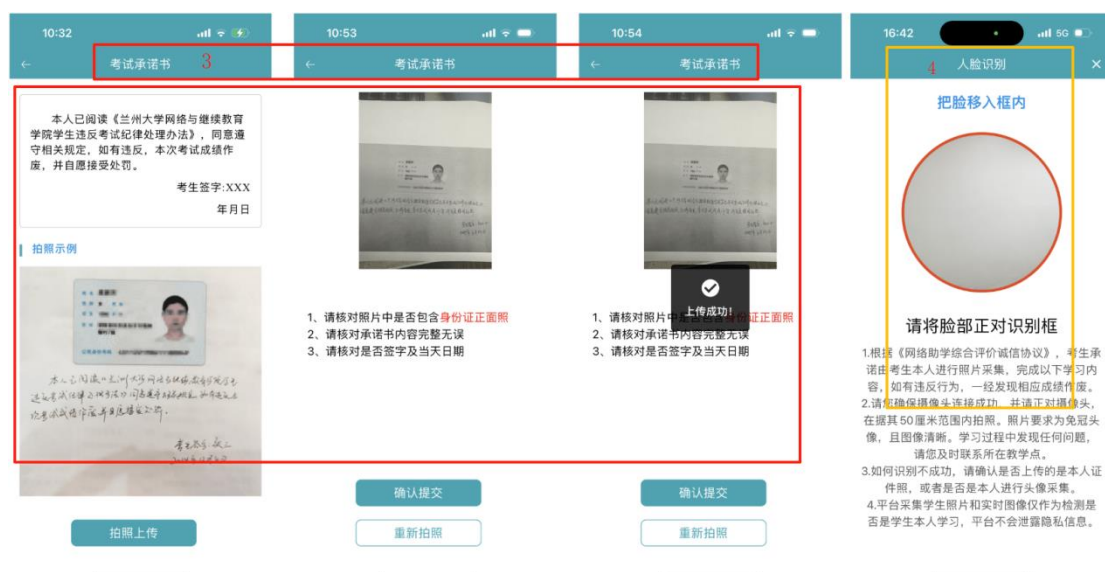 10:32
考试承诺书
3
本人已阅读《兰州大学网络与继续教育
学院学生违反考试纪律处理办法》，同意遵
守相关规定，如有违反，本次考试成绩作
废，并自愿接受处罚。
考生签字:XXX
年月日
拍照示例
拍照上传
10:53
考试承诺书
1、请核对照片中是否包含身份证正面照
2、请核对承诺书内容完整无误
3、请核对是否签字及当天日期
确认提交
重新拍照
10:54
考试承诺书
上传成功!
1、请核对照片中是否包含身份证正面照
2、请核对承诺书内容完整无误
3、请核对是否签字及当天日期
确认提交
重新拍照
16:42
5G
4
人脸识别
把脸移入框内
请将脸部正对识别框
1.根据《网络助学综合评价诚信协议》，考生承
诺由考生本人进行照片采集，完成以下学习内
容，如有违反行为，一经发现相应成绩作废。
2.请您确保摄像头连接成功，并请正对摄像头，
在据其50厘米范围内拍照。照片要求为免冠头
像，且图像清晰。学习过程中发现任何问题，
请您及时联系所在教学点。
3.如何识别不成功，请确认是否上传的是本人证
件照，或者是否是本人进行头像采集。
4.平台采集学生照片和实时图像仅作为检测是
否是学生本人学习，平台不会泄露隐私信息。